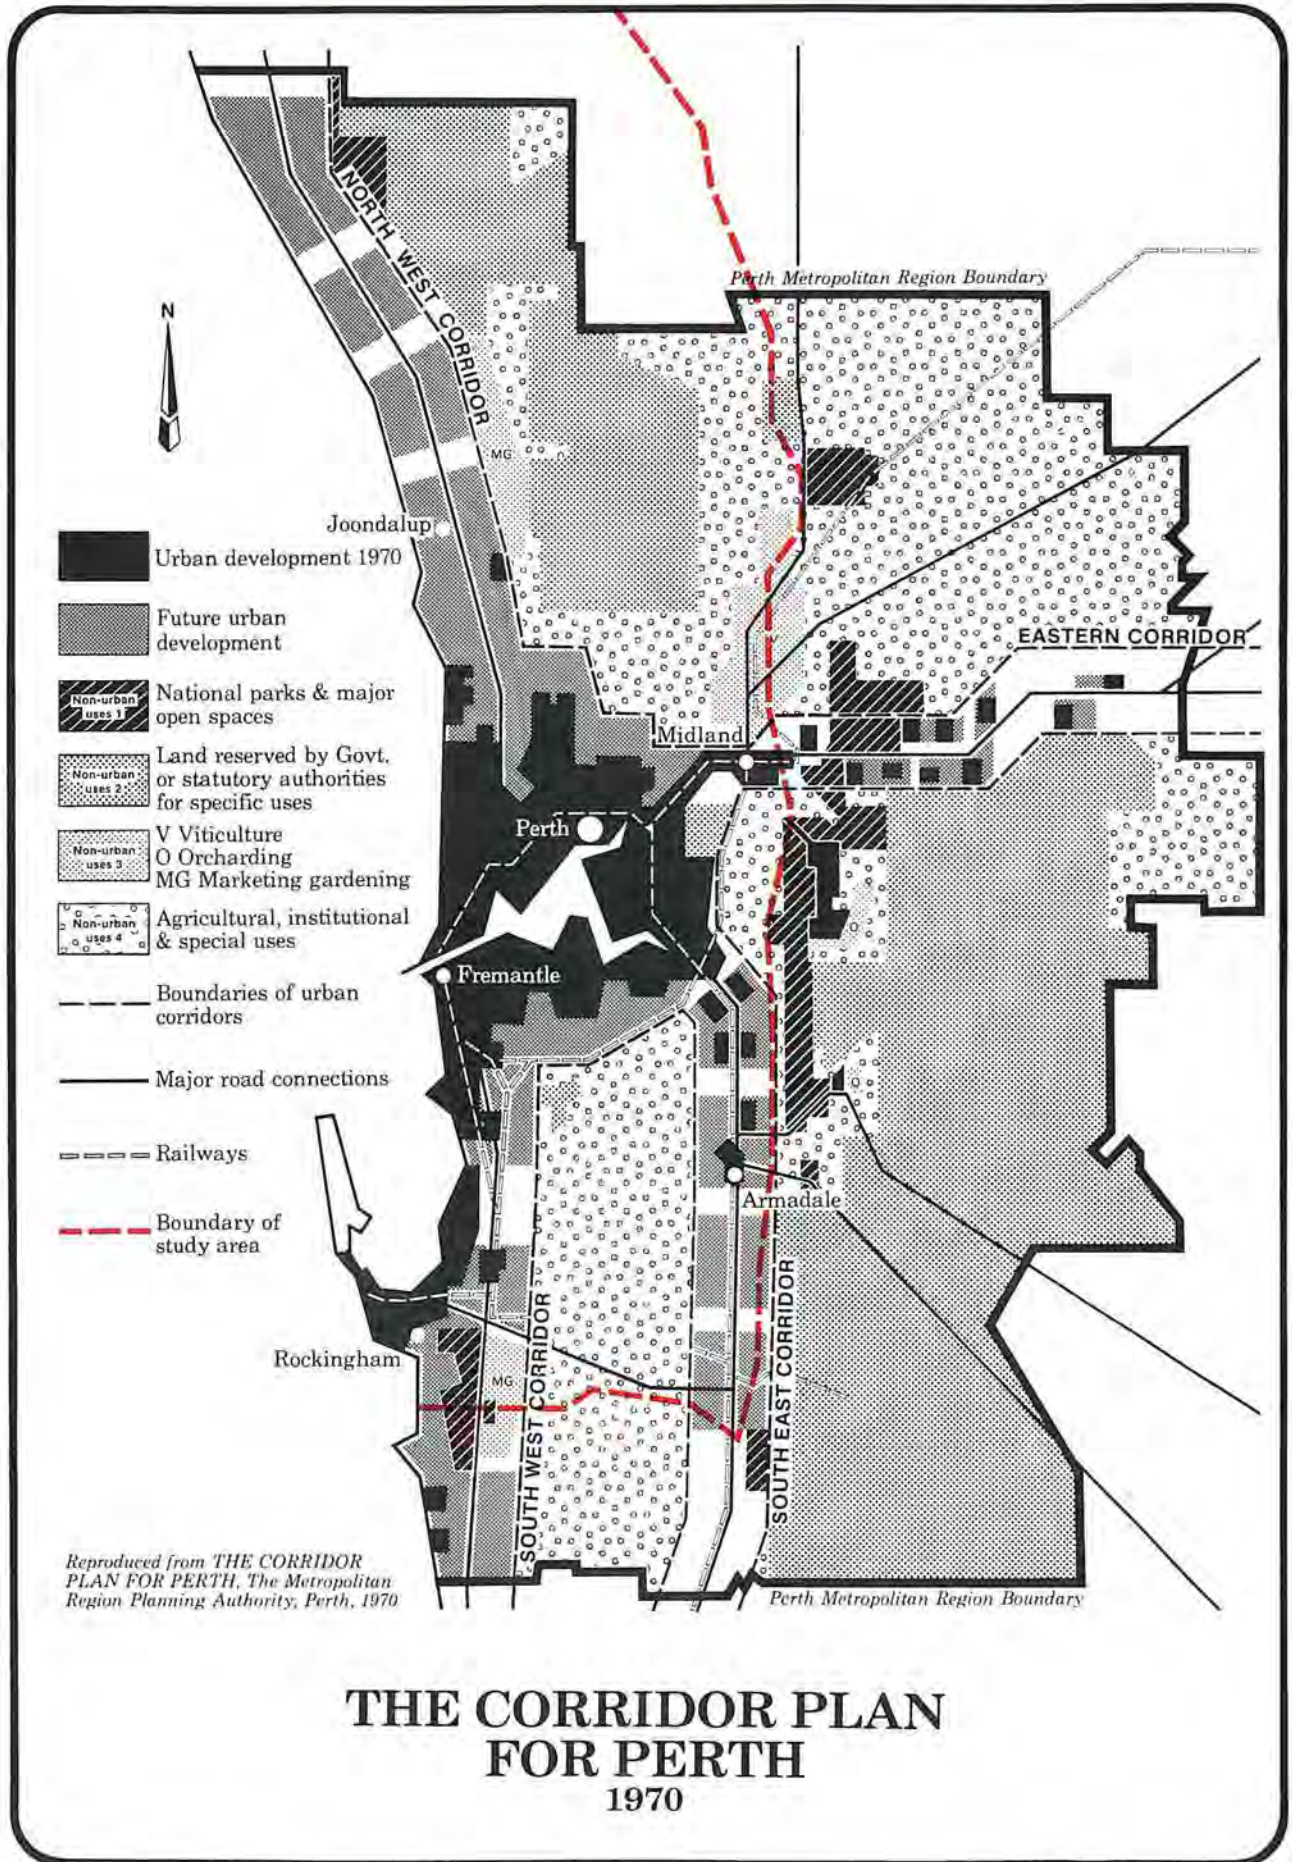 NORTH WEST CORRIDOR
Perth Metropolitan Region Boundary
N
MG
Joondalup
Urban development 1970
Future urban
development
Non-urban
uses 1
National parks & major
open spaces
Non-urban
uses 2
Land reserved by Govt.
or statutory authorities
for specific uses
Non-urban
uses 3
V Viticulture
O Orcharding
MG Marketing gardening
Non-urban
uses 4
Agricultural, institutional
& special uses
Boundaries of urban
corridors
Major road connections
Railways
Boundary of
study area
EASTERN CORRIDOR
Midland
Perth
Fremantle
Armadale
Rockingham
MG
SOUTH WEST CORRIDOR
SOUTH EAST CORRIDOR
Reproduced from THE CORRIDOR
PLAN FOR PERTH, The Metropolitan
Region Planning Authority, Perth, 1970
Perth Metropolitan Region Boundary
THE CORRIDOR PLAN
FOR PERTH
1970